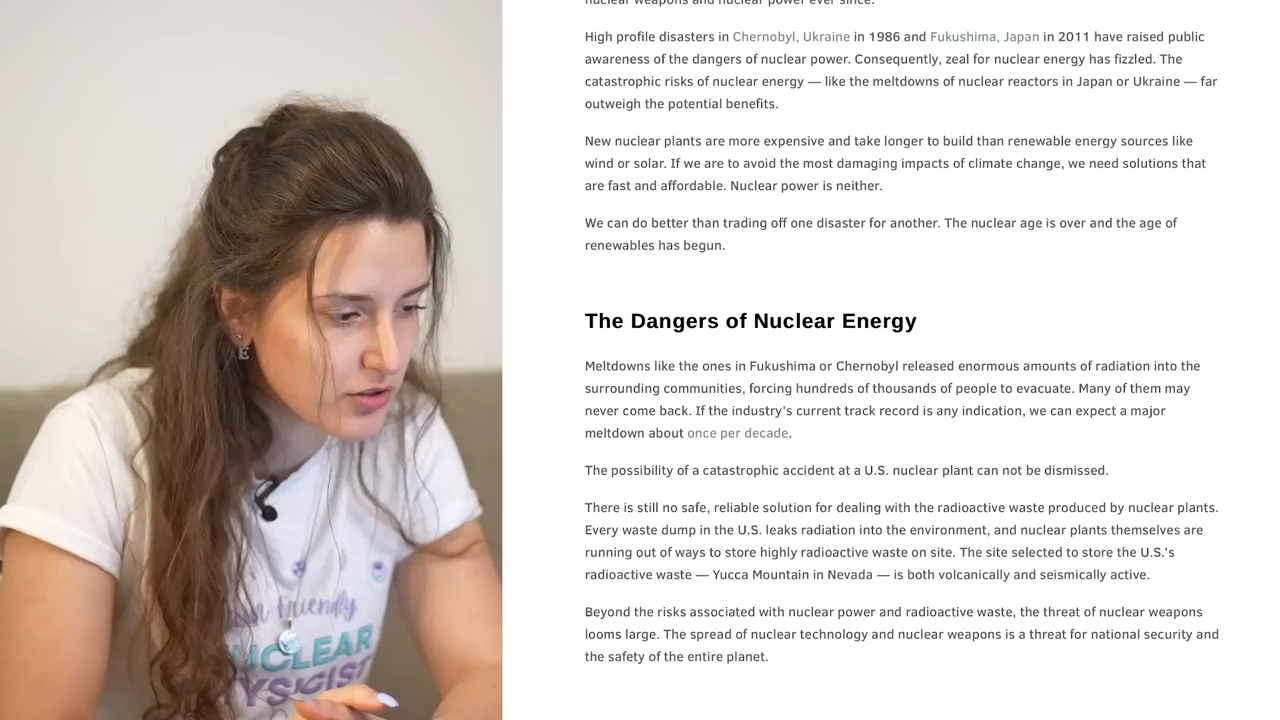 nuclear weapons and nuclear power ever since.
High profile disasters in Chernobyl, Ukraine in 1986 and Fukushima, Japan in 2011 have raised public
awareness of the dangers of nuclear power. Consequently, zeal for nuclear energy has fizzled. The
catastrophic risks of nuclear energy — like the meltdowns of nuclear reactors in Japan or Ukraine — far
outweigh the potential benefits.
New nuclear plants are more expensive and take longer to build than renewable energy sources like
wind or solar. If we are to avoid the most damaging impacts of climate change, we need solutions that
are fast and affordable. Nuclear power is neither.
We can do better than trading off one disaster for another. The nuclear age is over and the age of
renewables has begun.
The Dangers of Nuclear Energy
Meltdowns like the ones in Fukushima or Chernobyl released enormous amounts of radiation into the
surrounding communities, forcing hundreds of thousands of people to evacuate. Many of them may
never come back. If the industry’s current track record is any indication, we can expect a major
meltdown about once per decade.
The possibility of a catastrophic accident at a U.S. nuclear plant can not be dismissed.
There is still no safe, reliable solution for dealing with the radioactive waste produced by nuclear plants.
Every waste dump in the U.S. leaks radiation into the environment, and nuclear plants themselves are
running out of ways to store highly radioactive waste on site. The site selected to store the U.S.’s
radioactive waste — Yucca Mountain in Nevada — is both volcanically and seismically active.
Beyond the risks associated with nuclear power and radioactive waste, the threat of nuclear weapons
looms large. The spread of nuclear technology and nuclear weapons is a threat for national security and
the safety of the entire planet.
E
Friendly